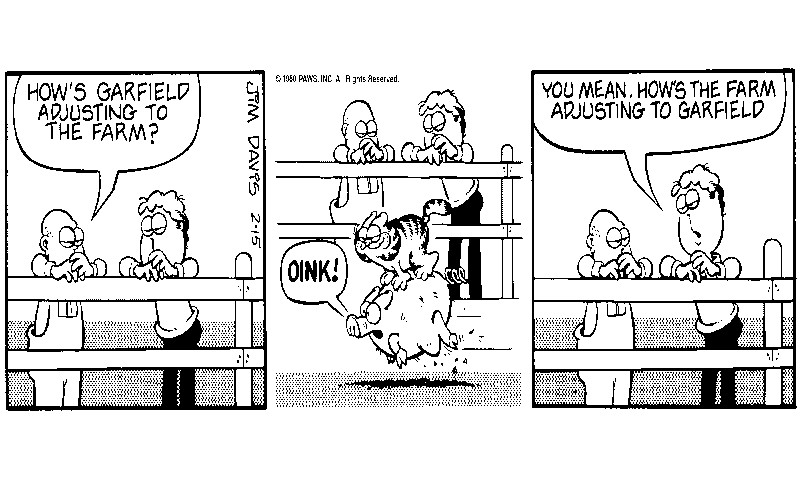 HOW'S GARFIELD
ADJUSTING TO
THE FARM?
JIM DAVIS 2-15
© 1980 PAWS, INC. All Rights Reserved.
OINK!
YOU MEAN, HOW'S THE FARM
ADJUSTING TO GARFIELD